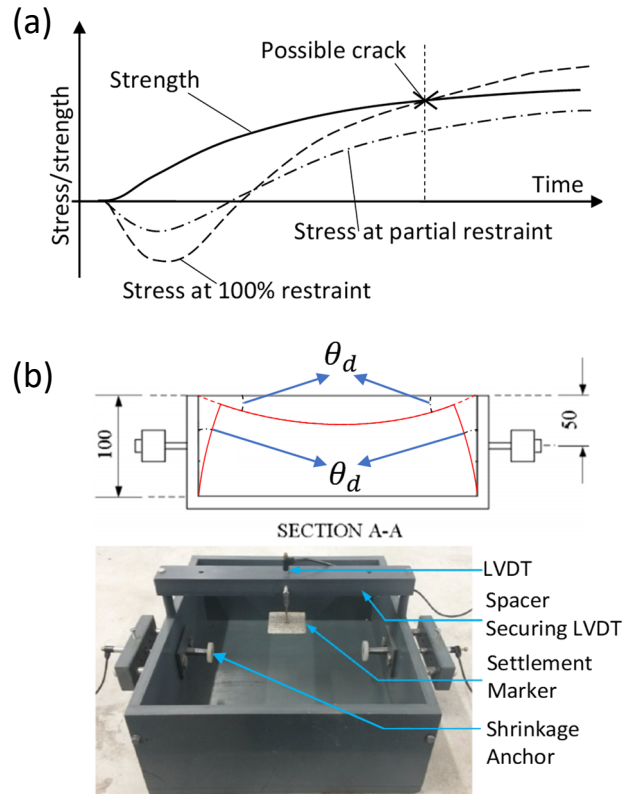 (a)
Stress/strength
Strength
Possible crack
Time
Stress at partial restraint
Stress at 100% restraint
(b)
θd
100
50
θd
SECTION A-A
LVDT
Spacer
Securing LVDT
Settlement
Marker
Shrinkage
Anchor